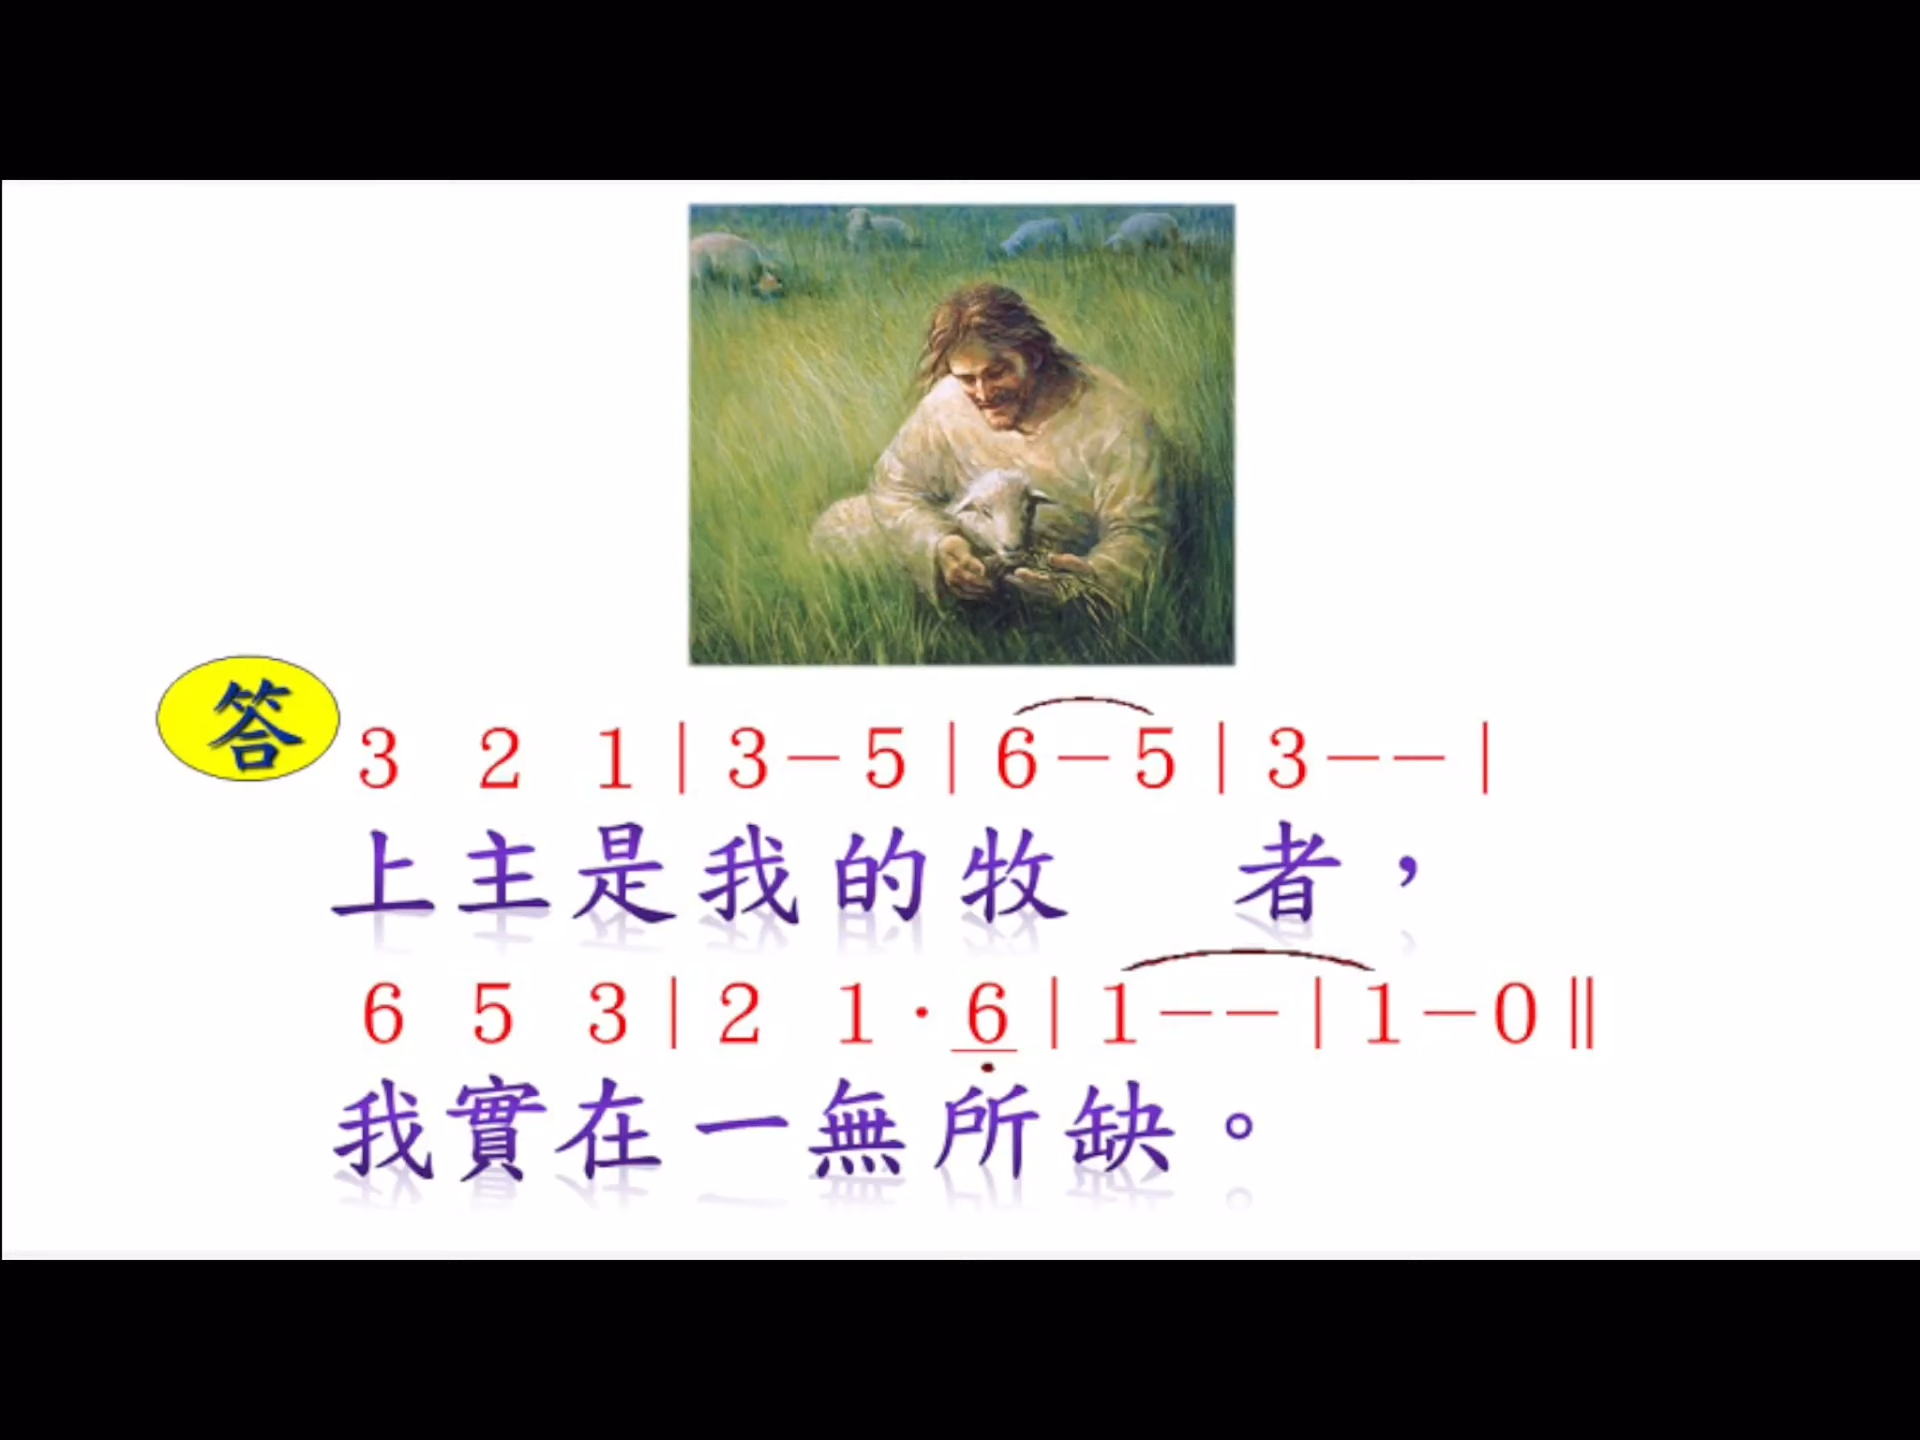 答 3 2 1 | 3 - 5 | 6 - 5 | 3 - - |
上主是我的牧 者，
6 5 3 | 2 1 · 6̲̣ | 1 - - | 1 - 0 ‖
我實在一無所缺。